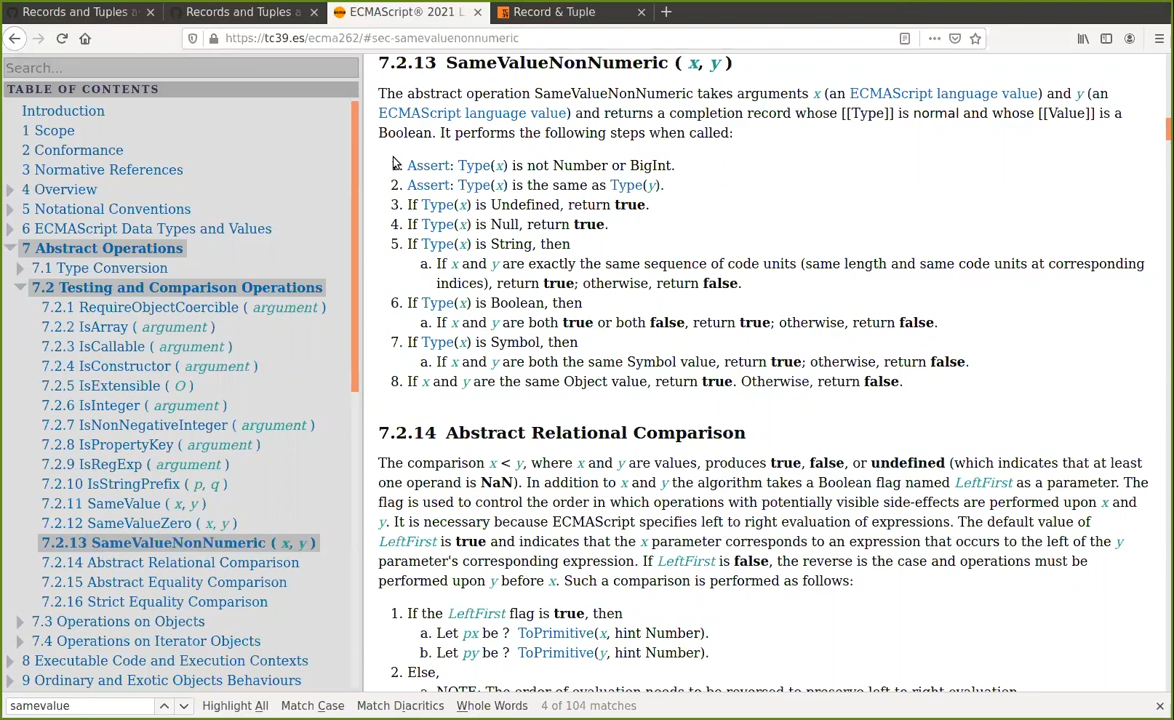 Records and Tuples a
Records and Tuples a
ECMAScript® 2021 L
Record & Tuple
https://tc39.es/ecma262/#sec-samevaluenonnumeric
Search...
TABLE OF CONTENTS
Introduction
1 Scope
2 Conformance
3 Normative References
4 Overview
5 Notational Conventions
6 ECMAScript Data Types and Values
7 Abstract Operations
7.1 Type Conversion
7.2 Testing and Comparison Operations
7.2.1 RequireObjectCoercible ( argument )
7.2.2 IsArray ( argument )
7.2.3 IsCallable ( argument )
7.2.4 IsConstructor ( argument )
7.2.5 IsExtensible ( O )
7.2.6 IsInteger ( argument )
7.2.7 IsNonNegativeInteger ( argument )
7.2.8 IsPropertyKey ( argument )
7.2.9 IsRegExp ( argument )
7.2.10 IsStringPrefix ( p, q )
7.2.11 SameValue ( x, y )
7.2.12 SameValueZero ( x, y )
7.2.13 SameValueNonNumeric ( x, y )
7.2.14 Abstract Relational Comparison
7.2.15 Abstract Equality Comparison
7.2.16 Strict Equality Comparison
7.3 Operations on Objects
7.4 Operations on Iterator Objects
8 Executable Code and Execution Contexts
9 Ordinary and Exotic Objects Behaviours
7.2.13 SameValueNonNumeric ( x, y )
The abstract operation SameValueNonNumeric takes arguments x (an ECMAScript language value) and y (an
ECMAScript language value) and returns a completion record whose [[Type]] is normal and whose [[Value]] is a
Boolean. It performs the following steps when called:
Assert: Type(x) is not Number or BigInt.
2. Assert: Type(x) is the same as Type(y).
3. If Type(x) is Undefined, return true.
4. If Type(x) is Null, return true.
5. If Type(x) is String, then
a. If x and y are exactly the same sequence of code units (same length and same code units at corresponding
indices), return true; otherwise, return false.
6. If Type(x) is Boolean, then
a. If x and y are both true or both false, return true; otherwise, return false.
7. If Type(x) is Symbol, then
a. If x and y are both the same Symbol value, return true; otherwise, return false.
8. If x and y are the same Object value, return true. Otherwise, return false.
7.2.14 Abstract Relational Comparison
The comparison x < y, where x and y are values, produces true, false, or undefined (which indicates that at least
one operand is NaN). In addition to x and y the algorithm takes a Boolean flag named LeftFirst as a parameter. The
flag is used to control the order in which operations with potentially visible side-effects are performed upon x and
y. It is necessary because ECMAScript specifies left to right evaluation of expressions. The default value of
LeftFirst is true and indicates that the x parameter corresponds to an expression that occurs to the left of the y
parameter's corresponding expression. If LeftFirst is false, the reverse is the case and operations must be
performed upon y before x. Such a comparison is performed as follows:
1. If the LeftFirst flag is true, then
a. Let px be ? ToPrimitive(x, hint Number).
b. Let py be ? ToPrimitive(y, hint Number).
2. Else,
a. NOTE: The order of evaluation needs to be reversed to preserve left to right evaluation.
samevalue
Highlight All
Match Case
Match Diacritics
Whole Words
4 of 104 matches